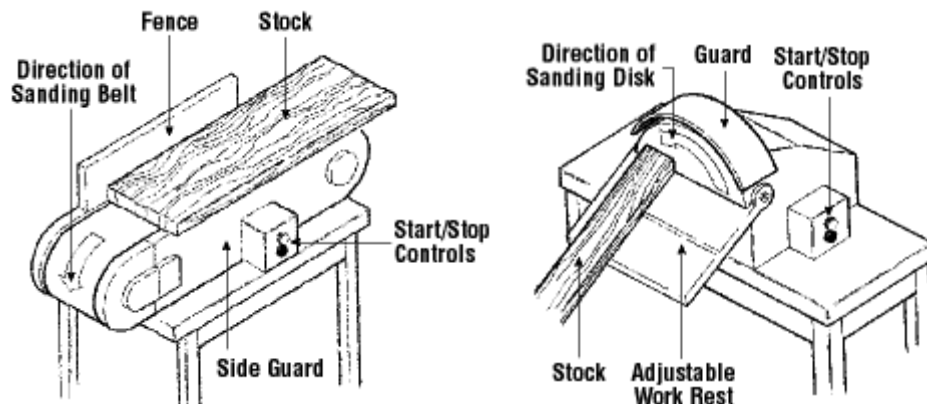 Fence
Stock
Direction of
Sanding Belt
Start/Stop
Controls
Side Guard
Direction of
Sanding Disk
Guard
Start/Stop
Controls
Stock
Adjustable
Work Rest